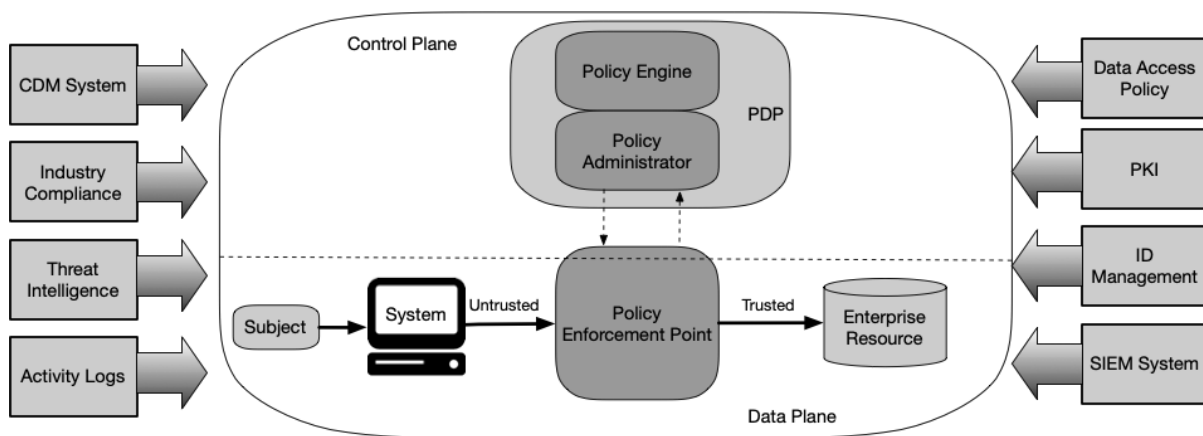 CDM System
Industry
Compliance
Threat
Intelligence
Activity Logs
Control Plane
Policy Engine
PDP
Policy
Administrator
Subject
System
Untrusted
Policy
Enforcement Point
Trusted
Enterprise
Resource
Data Plane
Data Access
Policy
PKI
ID
Management
SIEM System